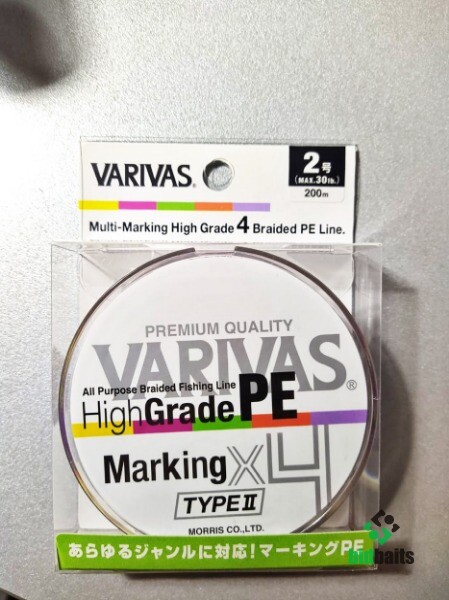 VARIVAS®
2号
(MAX.30lb.)
200m
Multi-Marking High Grade 4 Braided PE Line.
PREMIUM QUALITY
VARIVAS®
All Purpose Braided Fishing Line
HighGrade PE
Marking x4
TYPE II
MORRIS CO.,LTD.
あらゆるジャンルに対応!マーキングPE
baits